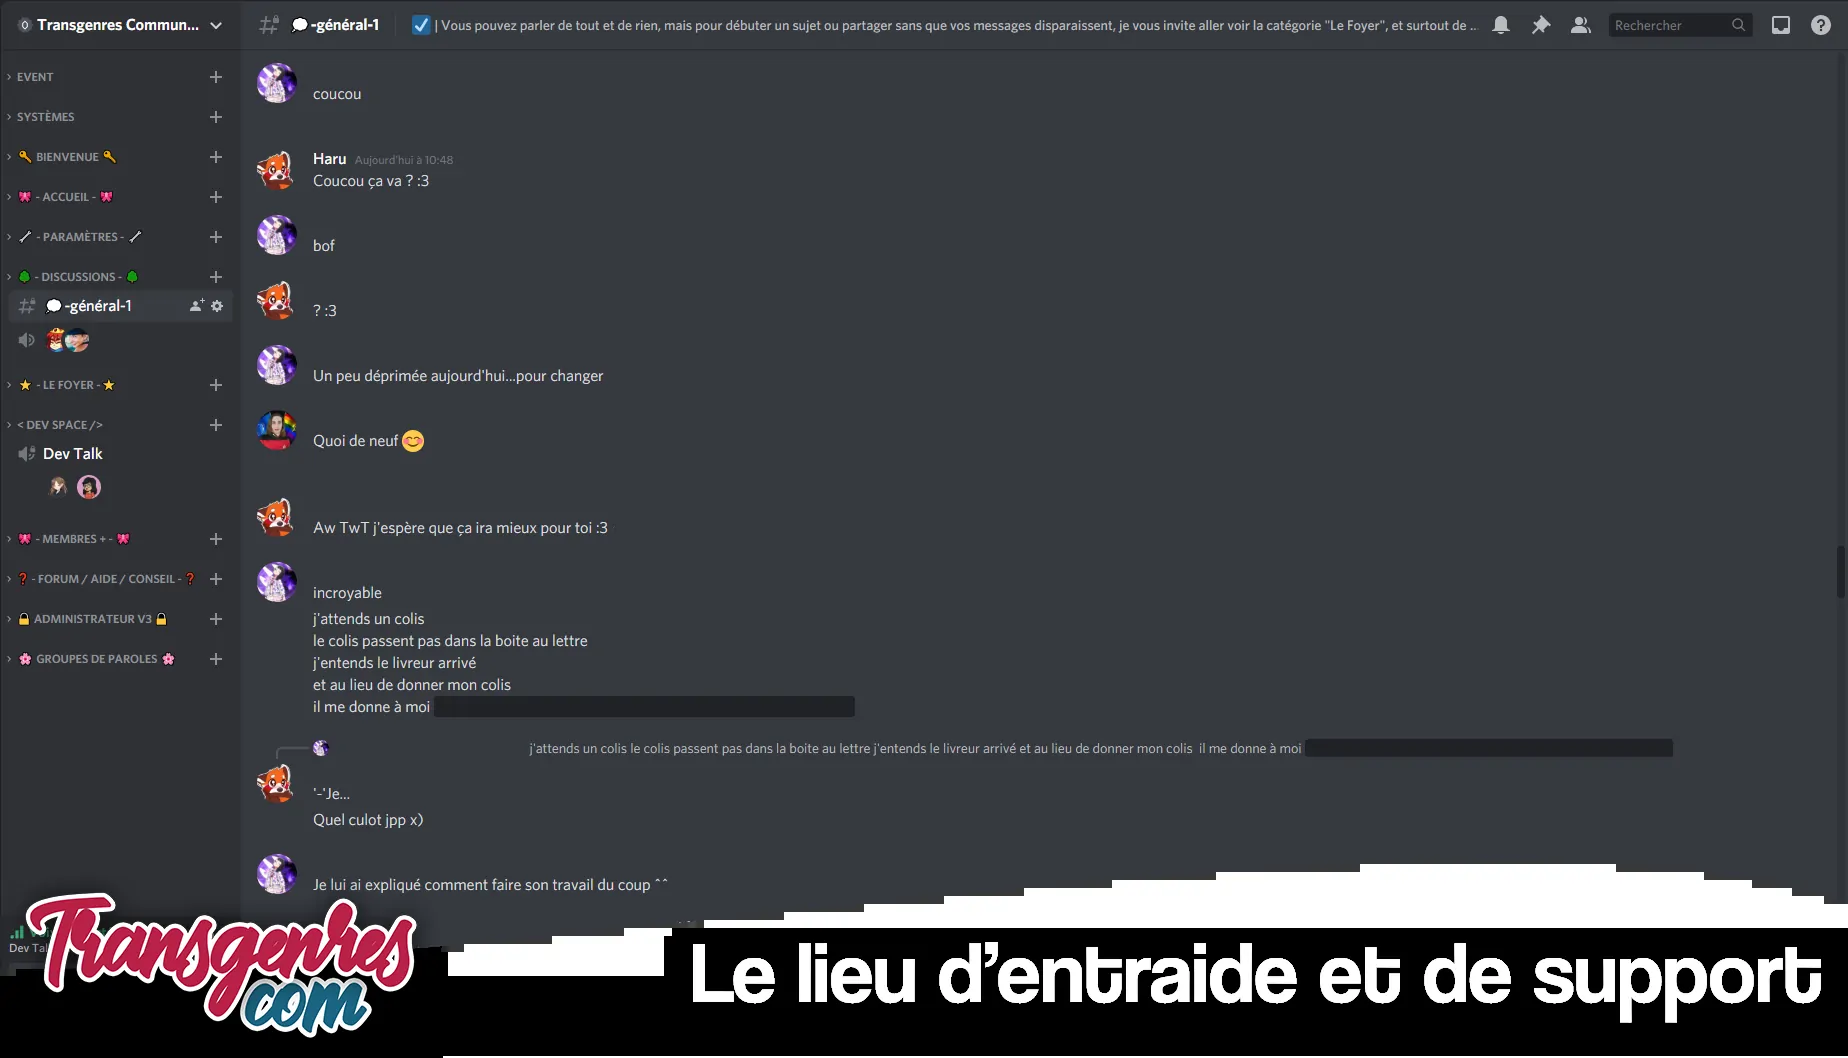 Transgenres Commun...
EVENT
SYSTÈMES
BIENVENUE
- ACCUEIL -
- PARAMÈTRES -
- DISCUSSIONS -
💬-général-1
- LE FOYER -
< DEV SPACE />
Dev Talk
- MEMBRES + -
❓ - FORUM / AIDE / CONSEIL - ❓
ADMINISTRATEUR V3
GROUPES DE PAROLES
💬-général-1
| Vous pouvez parler de tout et de rien, mais pour débuter un sujet ou partager sans que vos messages disparaissent, je vous invite aller voir la catégorie "Le Foyer", et surtout de ...
Rechercher
coucou
Haru Aujourd'hui à 10:48
Coucou ça va ? :3
bof
? :3
Un peu déprimée aujourd'hui...pour changer
Quoi de neuf 😊
Aw TwT j'espère que ça ira mieux pour toi :3
incroyable
j'attends un colis
le colis passent pas dans la boite au lettre
j'entends le livreur arrivé
et au lieu de donner mon colis
il me donne à moi
j'attends un colis le colis passent pas dans la boite au lettre j'entends le livreur arrivé et au lieu de donner mon colis il me donne à moi
'-'Je...
Quel culot jpp x)
Je lui ai expliqué comment faire son travail du coup ^^
Transgenres
.com
Le lieu d'entraide et de support